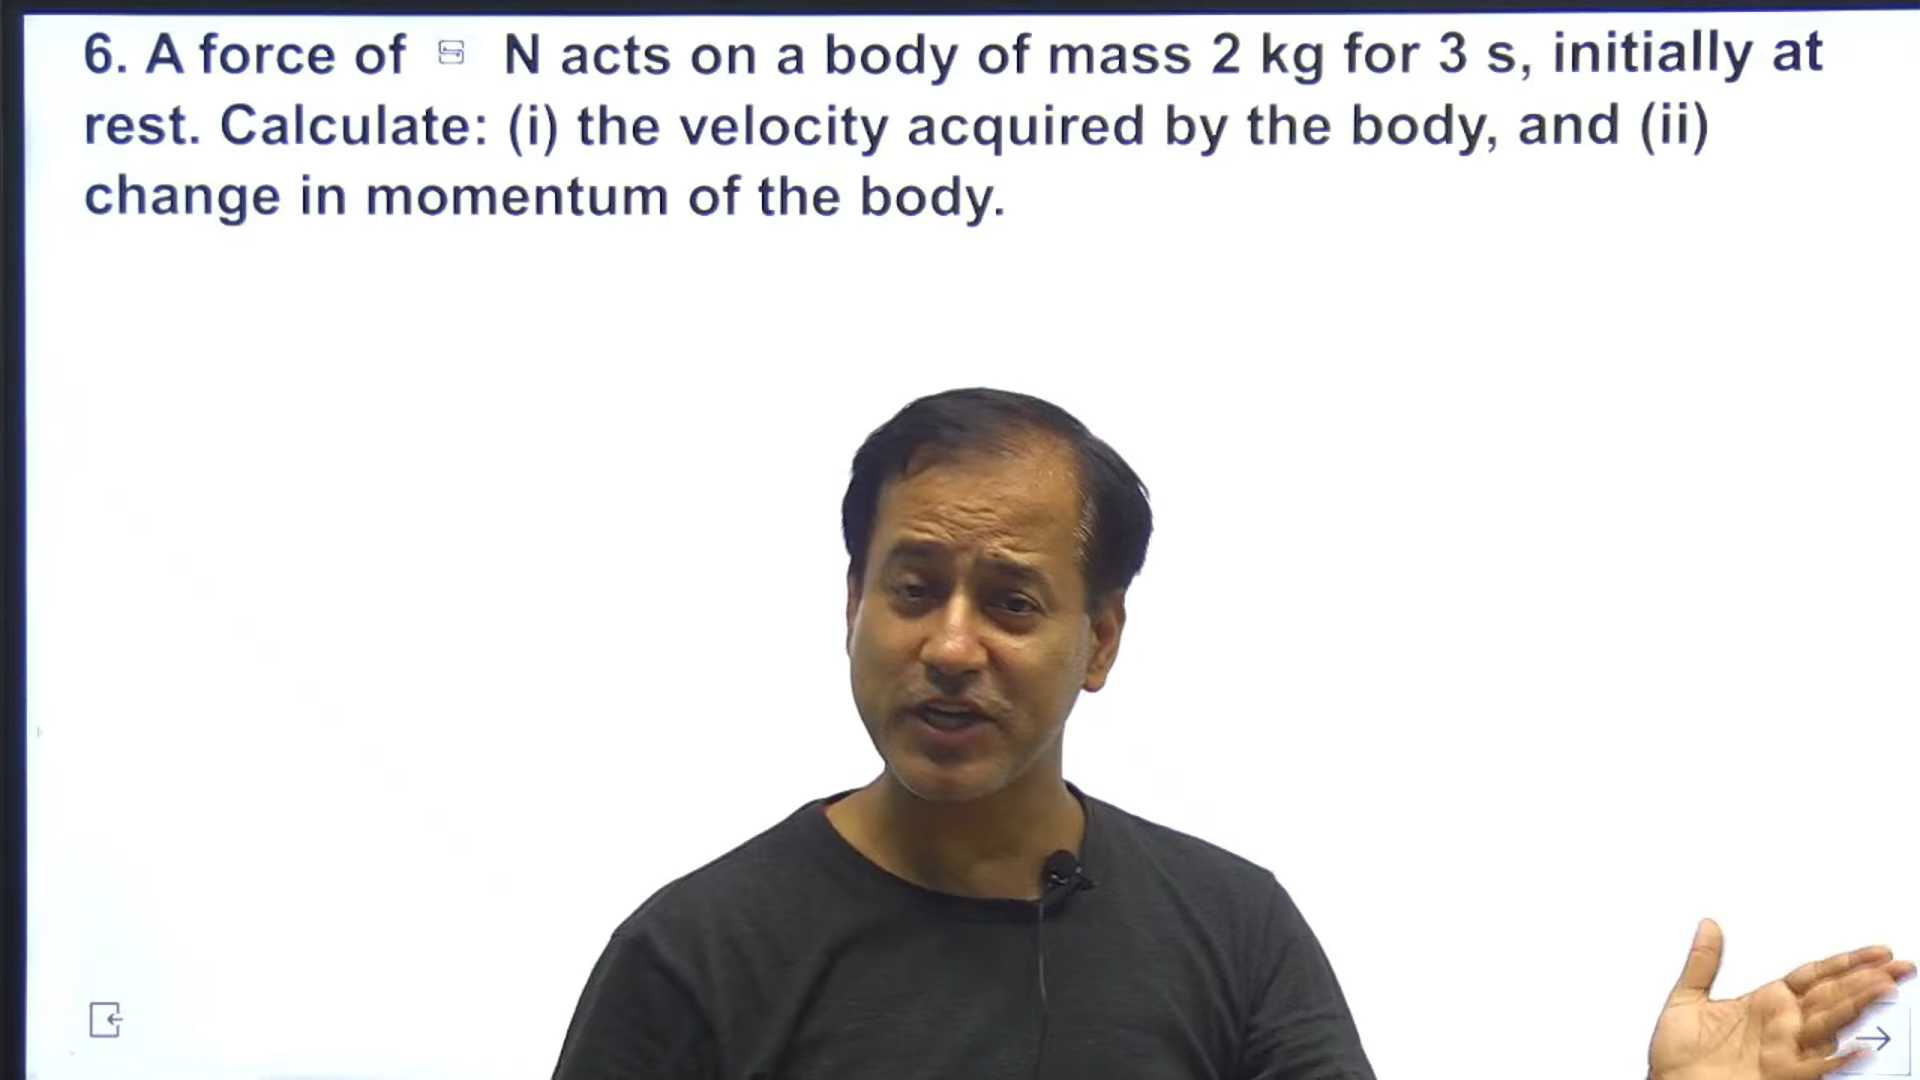 6. A force of N acts on a body of mass 2 kg for 3 s, initially at
rest. Calculate: (i) the velocity acquired by the body, and (ii)
change in momentum of the body.